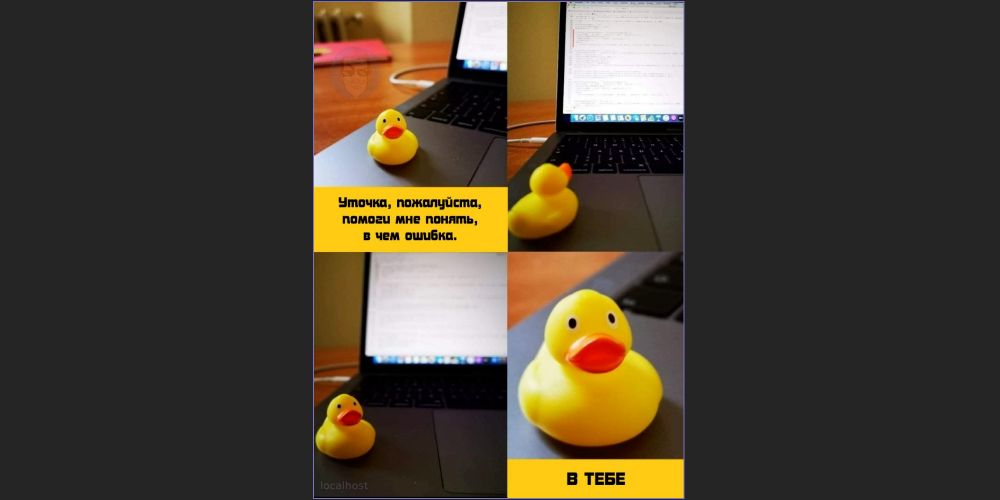 Уточка, пожалуйста,
помоги мне понять,
в чем ошибка.
localhost
В ТЕБЕ